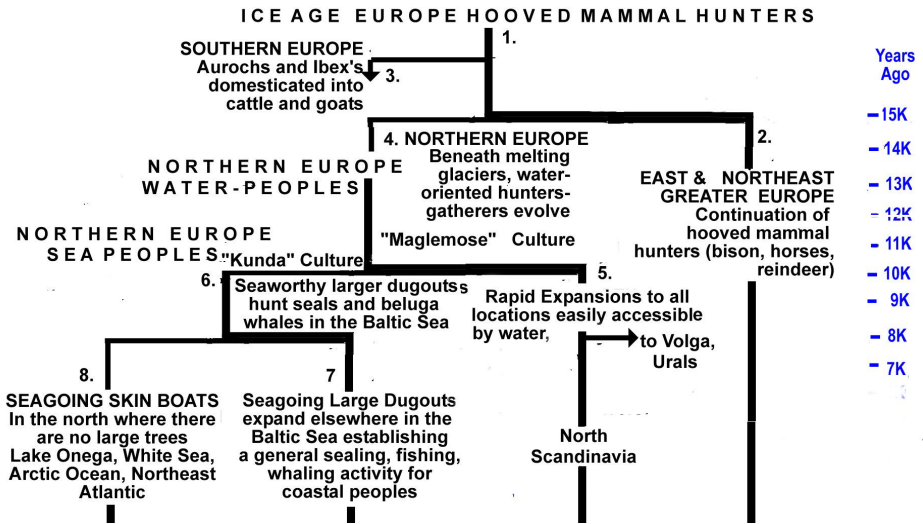 ICE AGE EUROPE HOOVED MAMMAL HUNTERS
1.
SOUTHERN EUROPE
Aurochs and Ibex's
domesticated into
cattle and goats
3.
Years
Ago
15K
14K
13K
12K
11K
10K
9K
8K
7K
2.
EAST & NORTHEAST
GREATER EUROPE
Continuation of
hooved mammal
hunters (bison, horses,
reindeer)
4. NORTHERN EUROPE
Beneath melting
glaciers, water-
oriented hunters-
gatherers evolve
"Maglemose" Culture
NORTHERN EUROPE
WATER-PEOPLES
NORTHERN EUROPE
SEA PEOPLES
"Kunda" Culture
6.
Seaworthy larger dugouts
hunt seals and beluga
whales in the Baltic Sea
5.
Rapid Expansions to all
locations easily accessible
by water,
to Volga,
Urals
North
Scandinavia
8.
SEAGOING SKIN BOATS
In the north where there
are no large trees
Lake Onega, White Sea,
Arctic Ocean, Northeast
Atlantic
7
Seagoing Large Dugouts
expand elsewhere in the
Baltic Sea establishing
a general sealing, fishing,
whaling activity for
coastal peoples